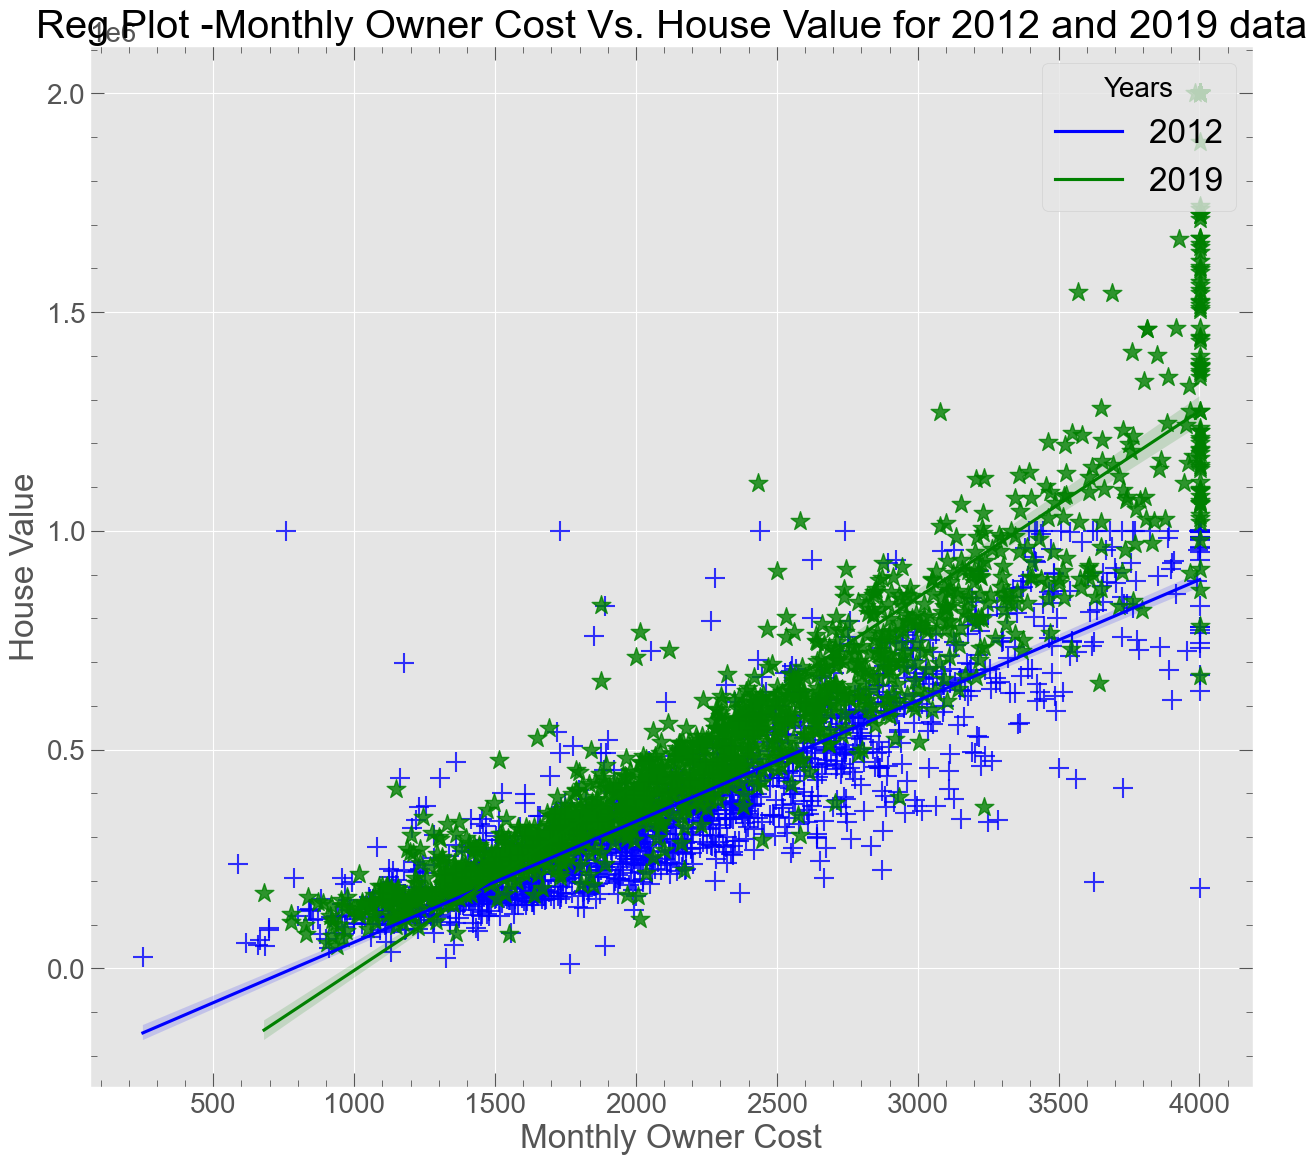 Reg Plot -Monthly Owner Cost Vs. House Value for 2012 and 2019 data
1e6
Years
2012
2019
2.0
1.5
1.0
0.5
0.0
House Value
500 1000 1500 2000 2500 3000 3500 4000
Monthly Owner Cost